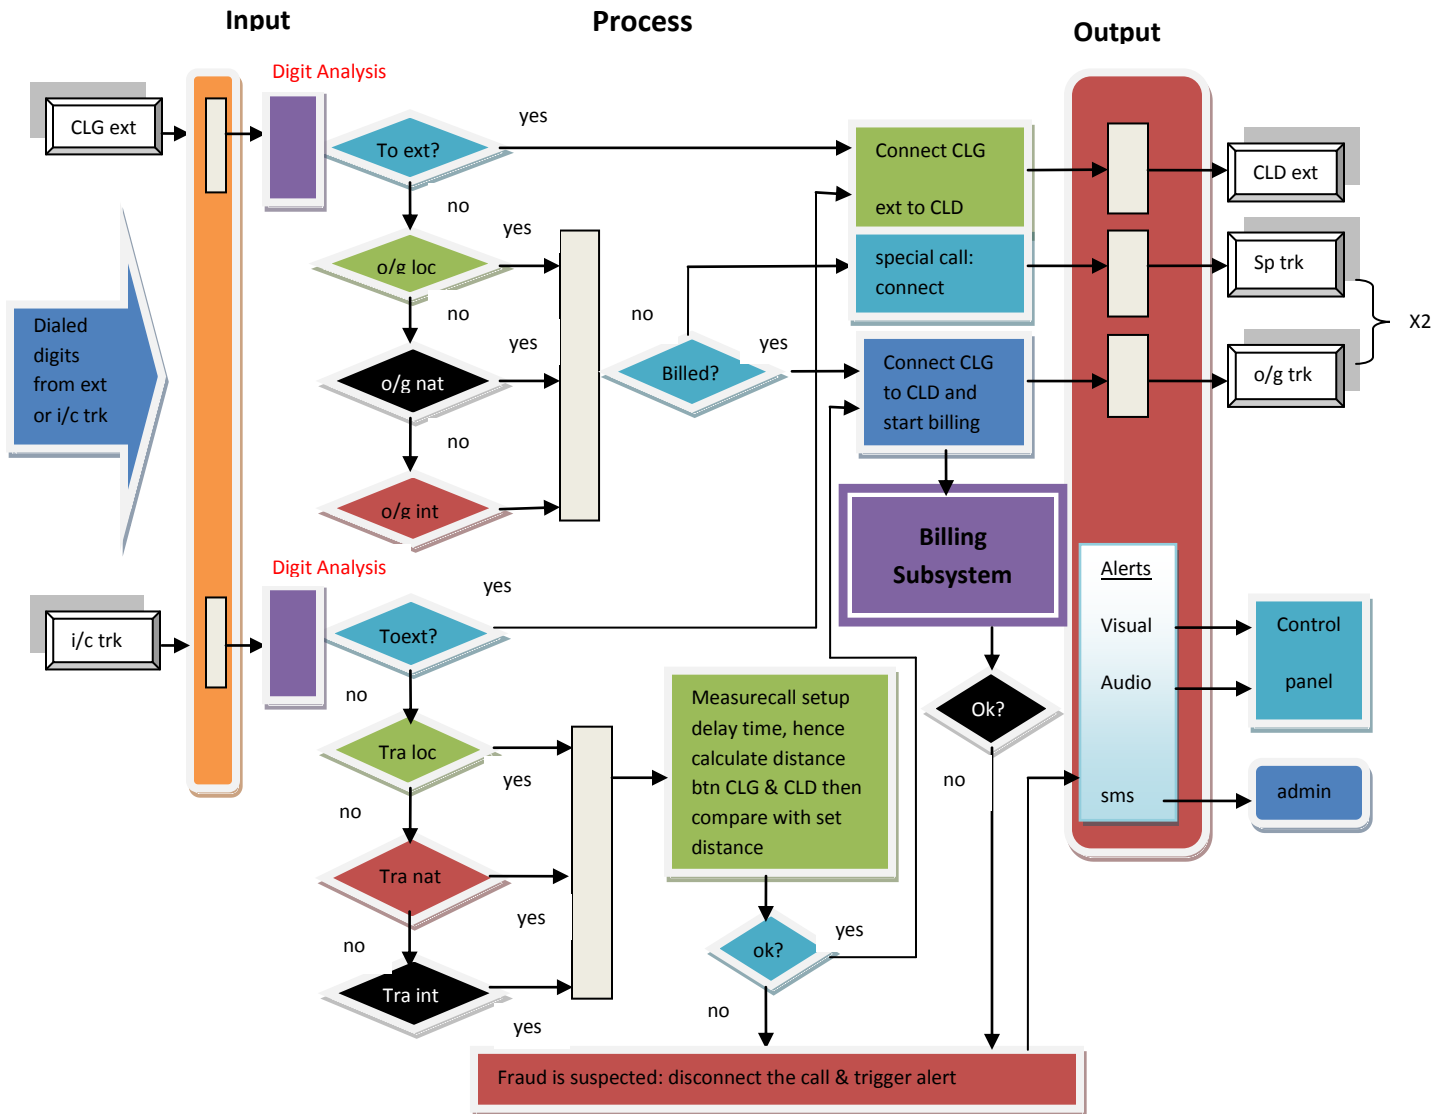 Input
Process
Output
Digit Analysis
CLG ext
To ext?
yes
Connect CLG
ext to CLD
CLD ext
no
yes
o/g loc
special call:
connect
Sp trk
Dialed
digits
from ext
or i/c trk
no
no
yes
yes
X2
o/g nat
Billed?
Connect CLG
to CLD and
start billing
o/g trk
no
o/g int
Billing
Subsystem
Digit Analysis
yes
Alerts
Visual
Audio
sms
Control
panel
admin
i/c trk
Toext?
no
Measurecall setup
delay time, hence
calculate distance
btn CLG & CLD then
compare with set
distance
Ok?
Tra loc
yes
no
no
Tra nat
yes
no
ok?
yes
Tra int
yes
no
Fraud is suspected: disconnect the call & trigger alert